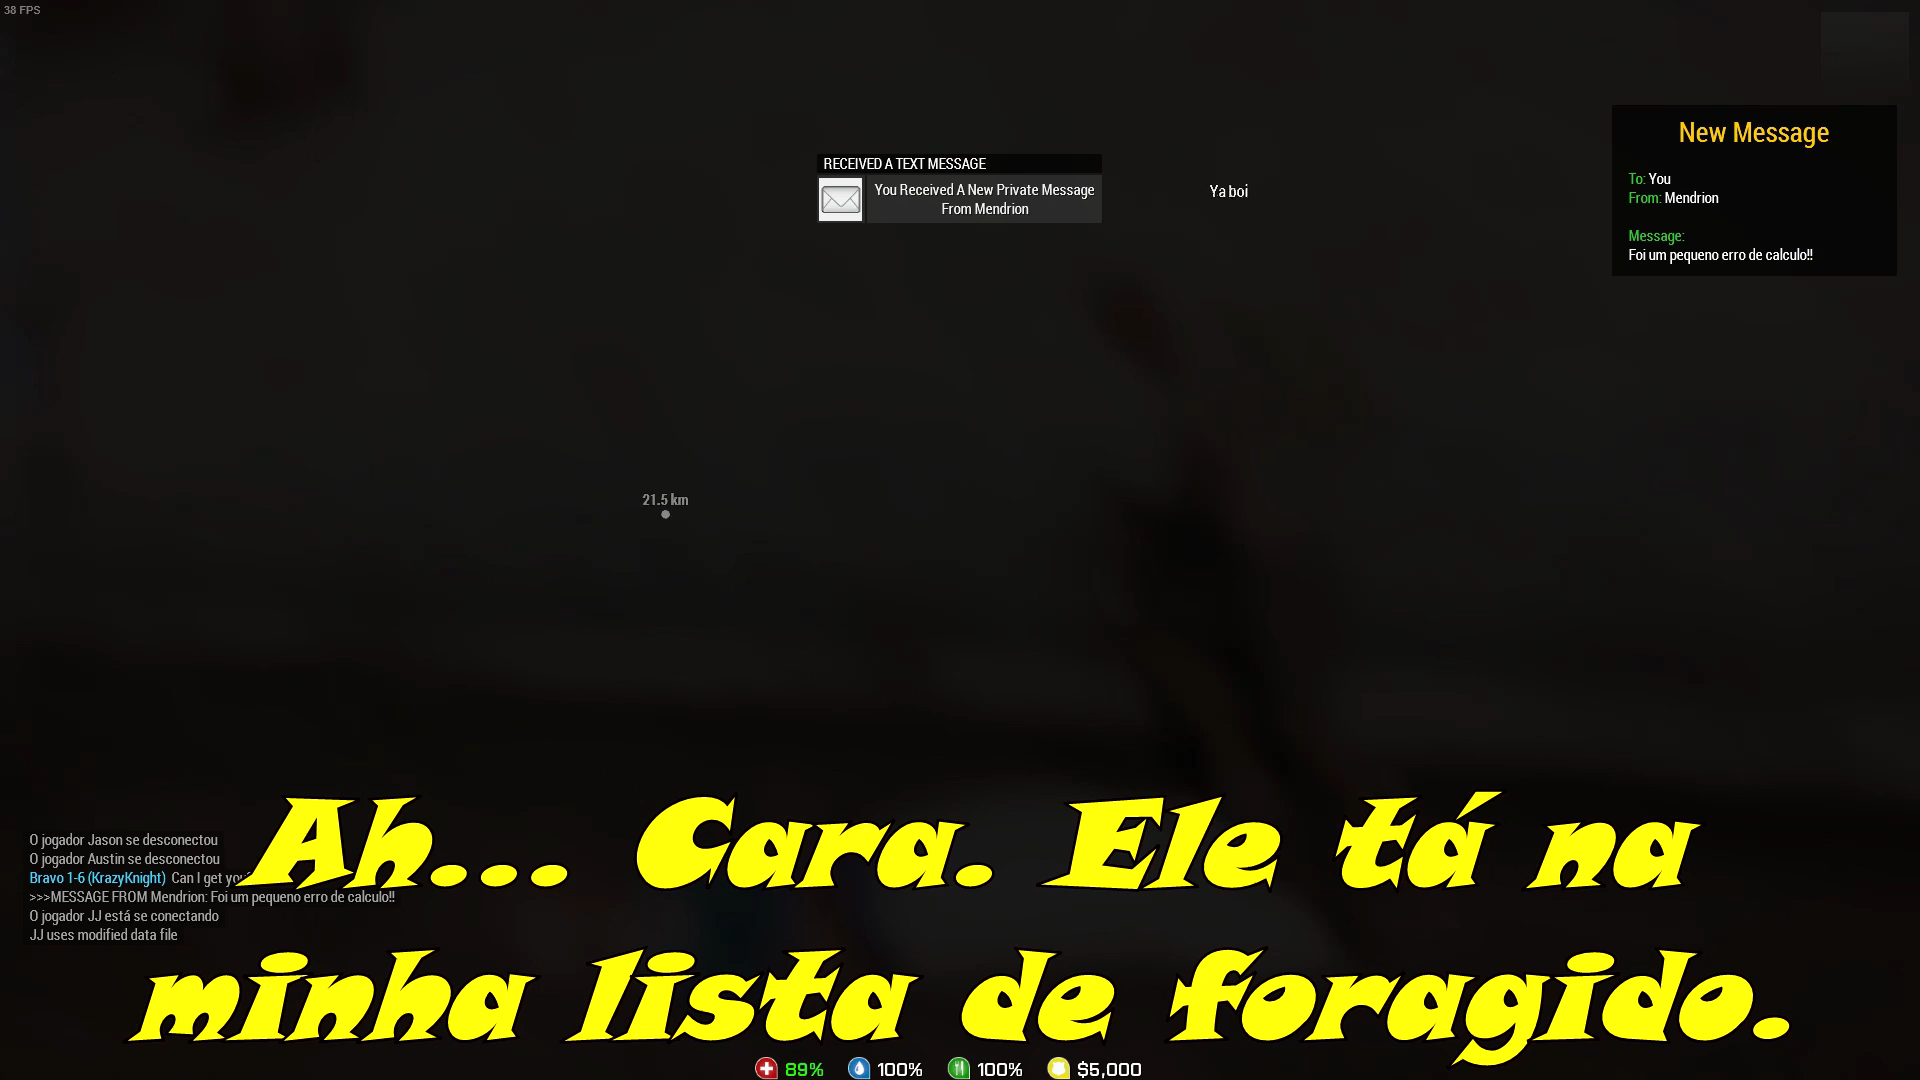 38 FPS
RECEIVED A TEXT MESSAGE
You Received A New Private Message
From Mendrion
Ya boi
New Message
To: You
From: Mendrion
Message:
Foi um pequeno erro de calculo!!
21.5 km
O jogador Jason se desconectou
O jogador Austin se desconectou
Bravo 1-6 (KrazyKnight) Can I get
>>>MESSAGE FROM Mendrion: Foi um pequeno erro de calculo!!
O jogador JJ está se conectando
JJ uses modified data file
Ah... Cara. Ele tá na
minha lista de foragido.
89% 100% 100% $5,000